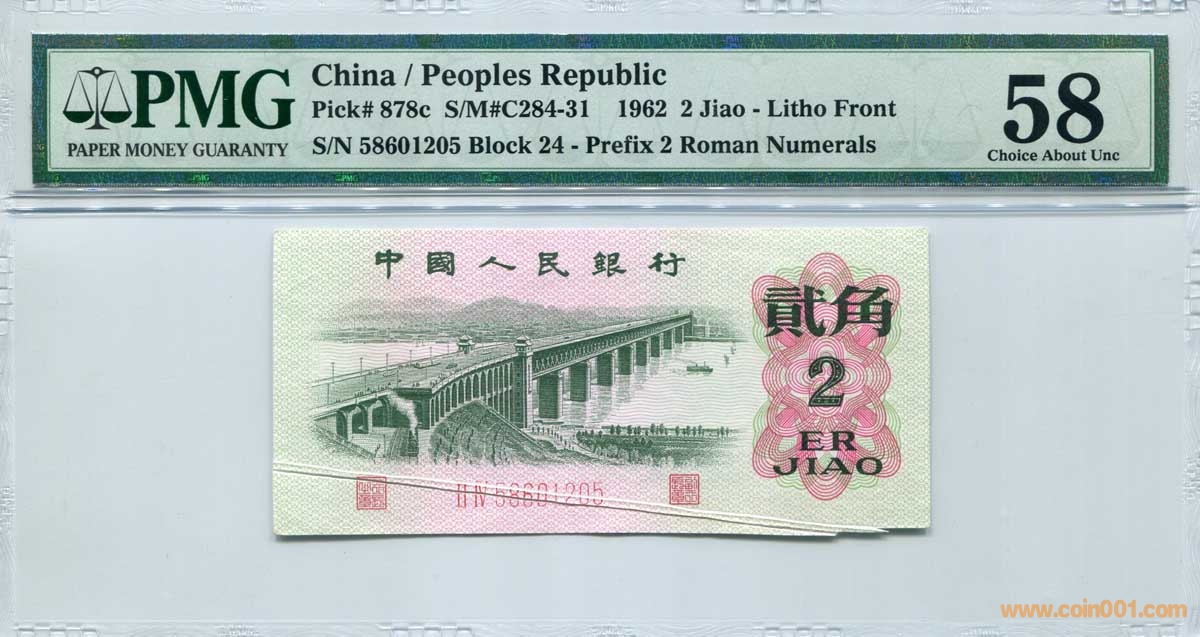 PMG
PAPER MONEY GUARANTY
China / Peoples Republic
Pick# 878c S/M#C284-31 1962 2 Jiao - Litho Front
S/N 58601205 Block 24 - Prefix 2 Roman Numerals
58
Choice About Unc
中國人民銀行
貳角
2
ER
JIAO
II IV 58601205
www.coin001.com